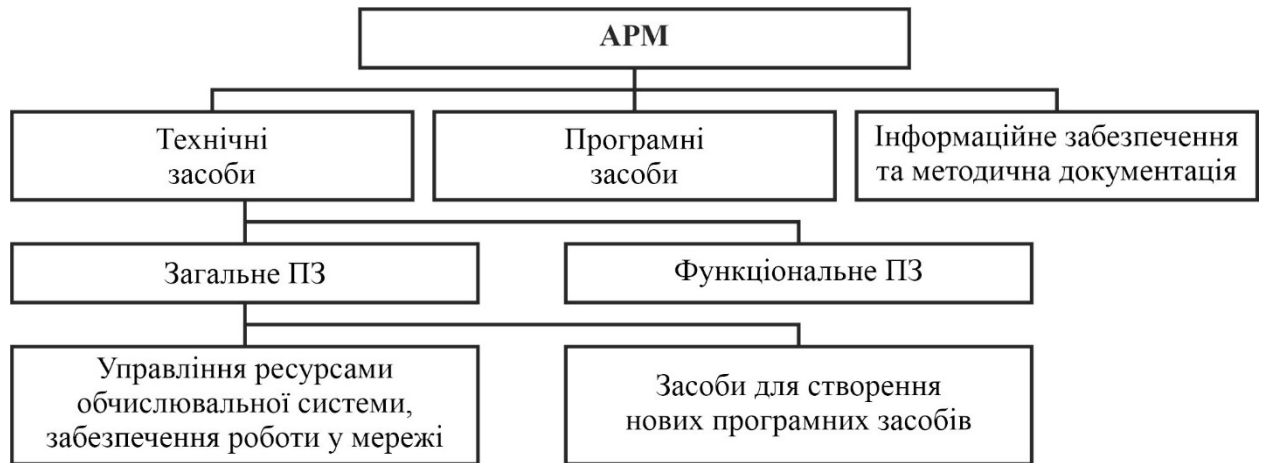 АРМ
Технічні
засоби
Програмні
засоби
Інформаційне забезпечення
та методична документація
Загальне ПЗ
Функціональне ПЗ
Управління ресурсами
обчислювальної системи,
забезпечення роботи у мережі
Засоби для створення
нових програмних засобів